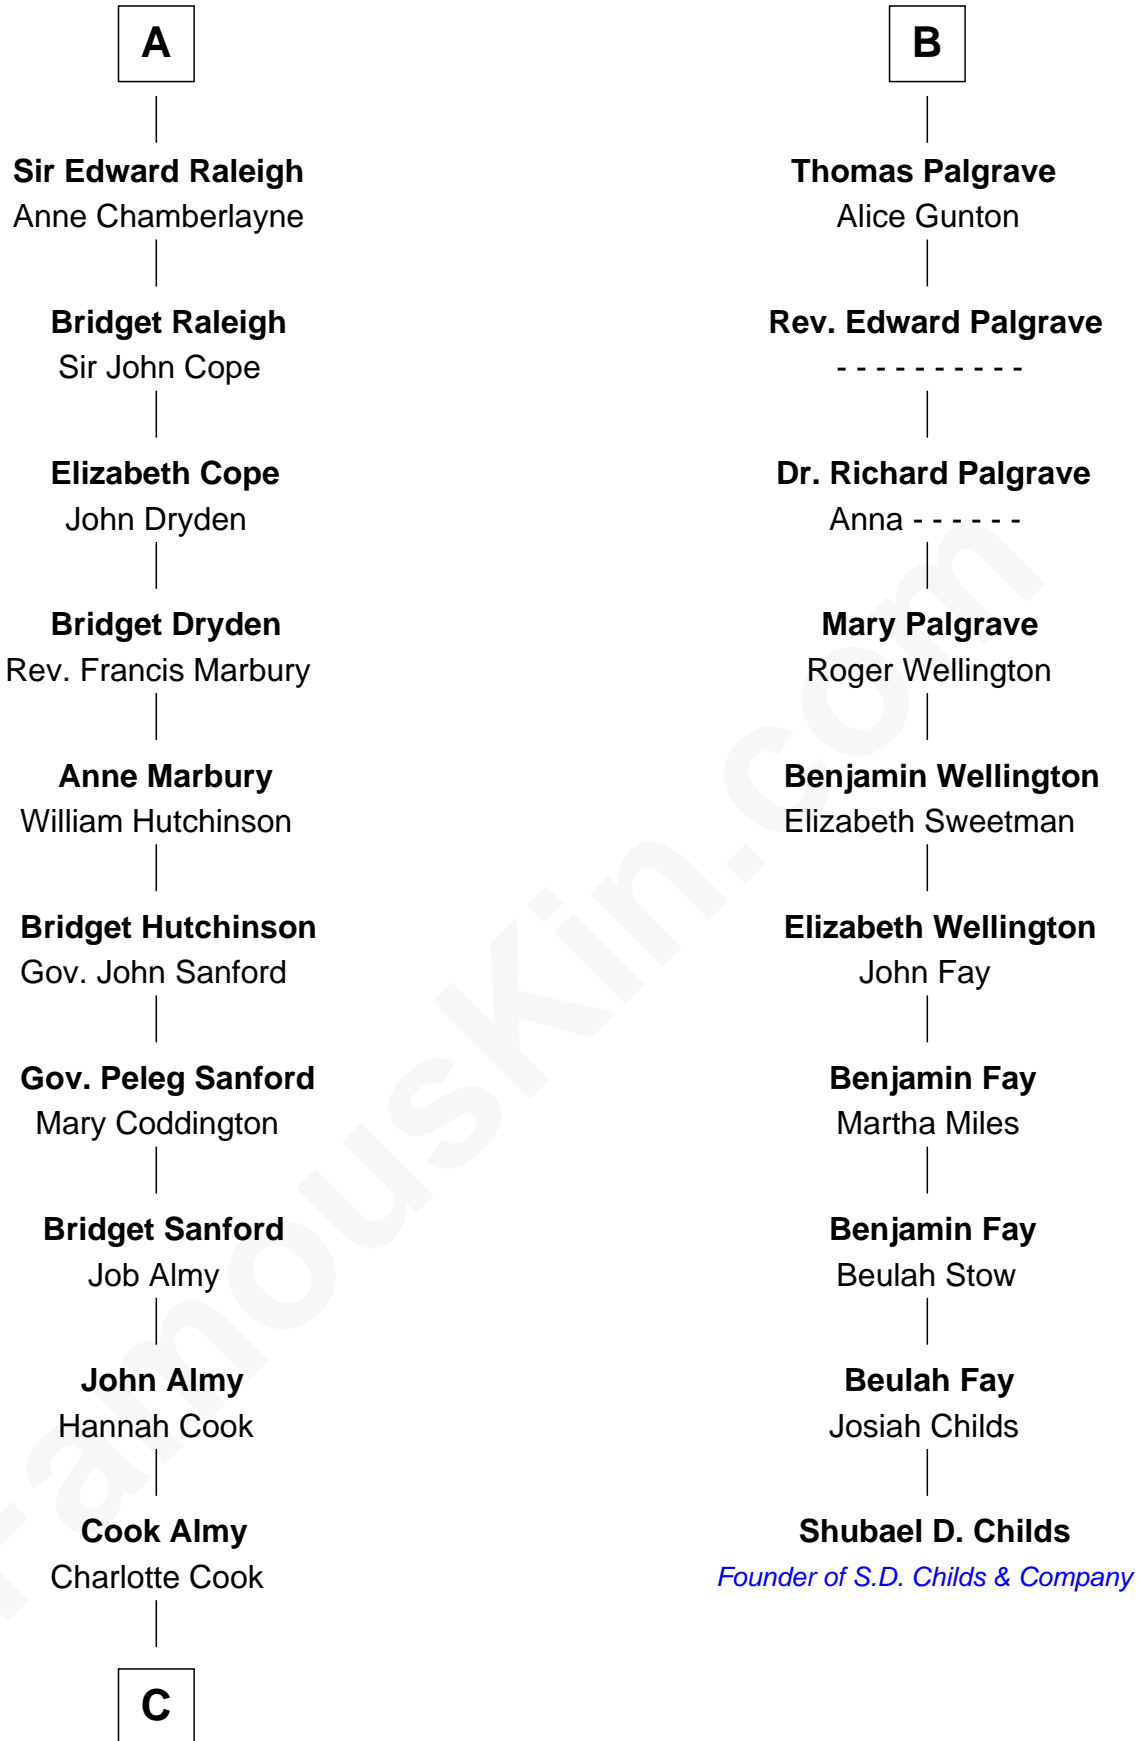 A
Sir Edward Raleigh
Anne Chamberlayne
Bridget Raleigh
Sir John Cope
Elizabeth Cope
John Dryden
Bridget Dryden
Rev. Francis Marbury
Anne Marbury
William Hutchinson
Bridget Hutchinson
Gov. John Sanford
Gov. Peleg Sanford
Mary Coddington
Bridget Sanford
Job Almy
John Almy
Hannah Cook
Cook Almy
Charlotte Cook
C
B
Thomas Palgrave
Alice Gunton
Rev. Edward Palgrave
- - - - - - - - - -
Dr. Richard Palgrave
Anna - - - - - -
Mary Palgrave
Roger Wellington
Benjamin Wellington
Elizabeth Sweetman
Elizabeth Wellington
John Fay
Benjamin Fay
Martha Miles
Benjamin Fay
Beulah Stow
Beulah Fay
Josiah Childs
Shubael D. Childs
Founder of S.D. Childs & Company
FamousKin.com